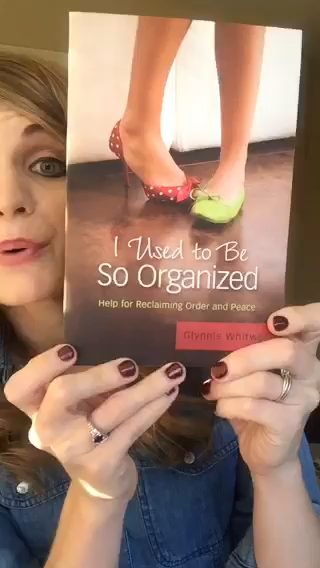 I Used to Be
So Organized
Help for Reclaiming Order and Peace
Glynnis